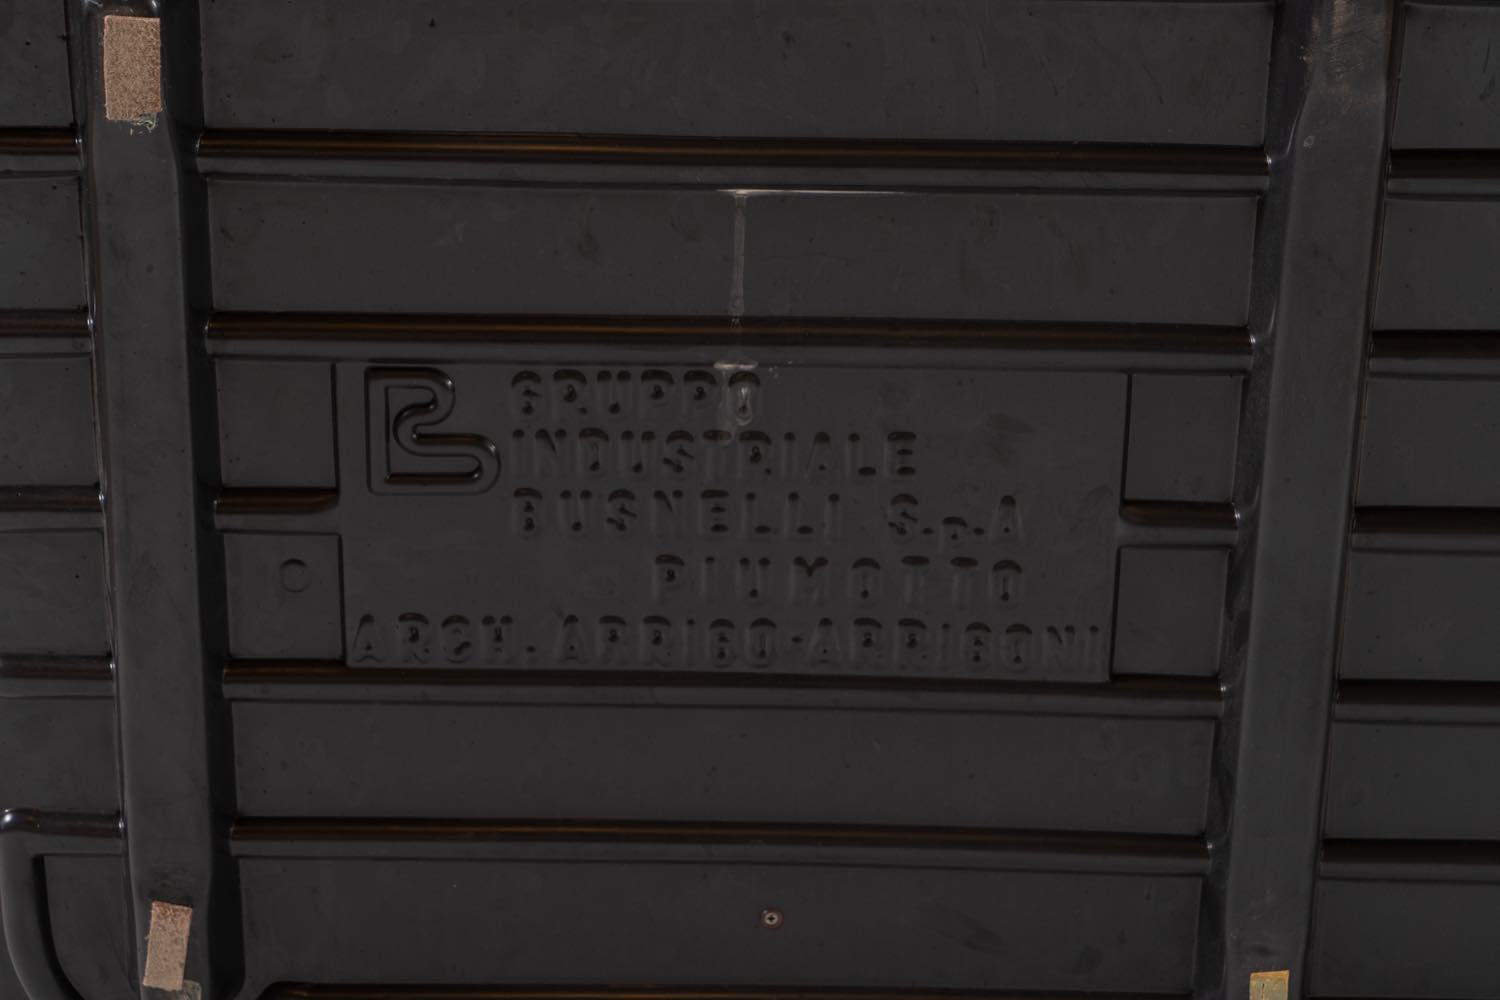 GRUPPO
INDUSTRIALE
BUSNELLI S.p.A
PIUMOTTO
ARCH. ARRIGO-ARRIGONI